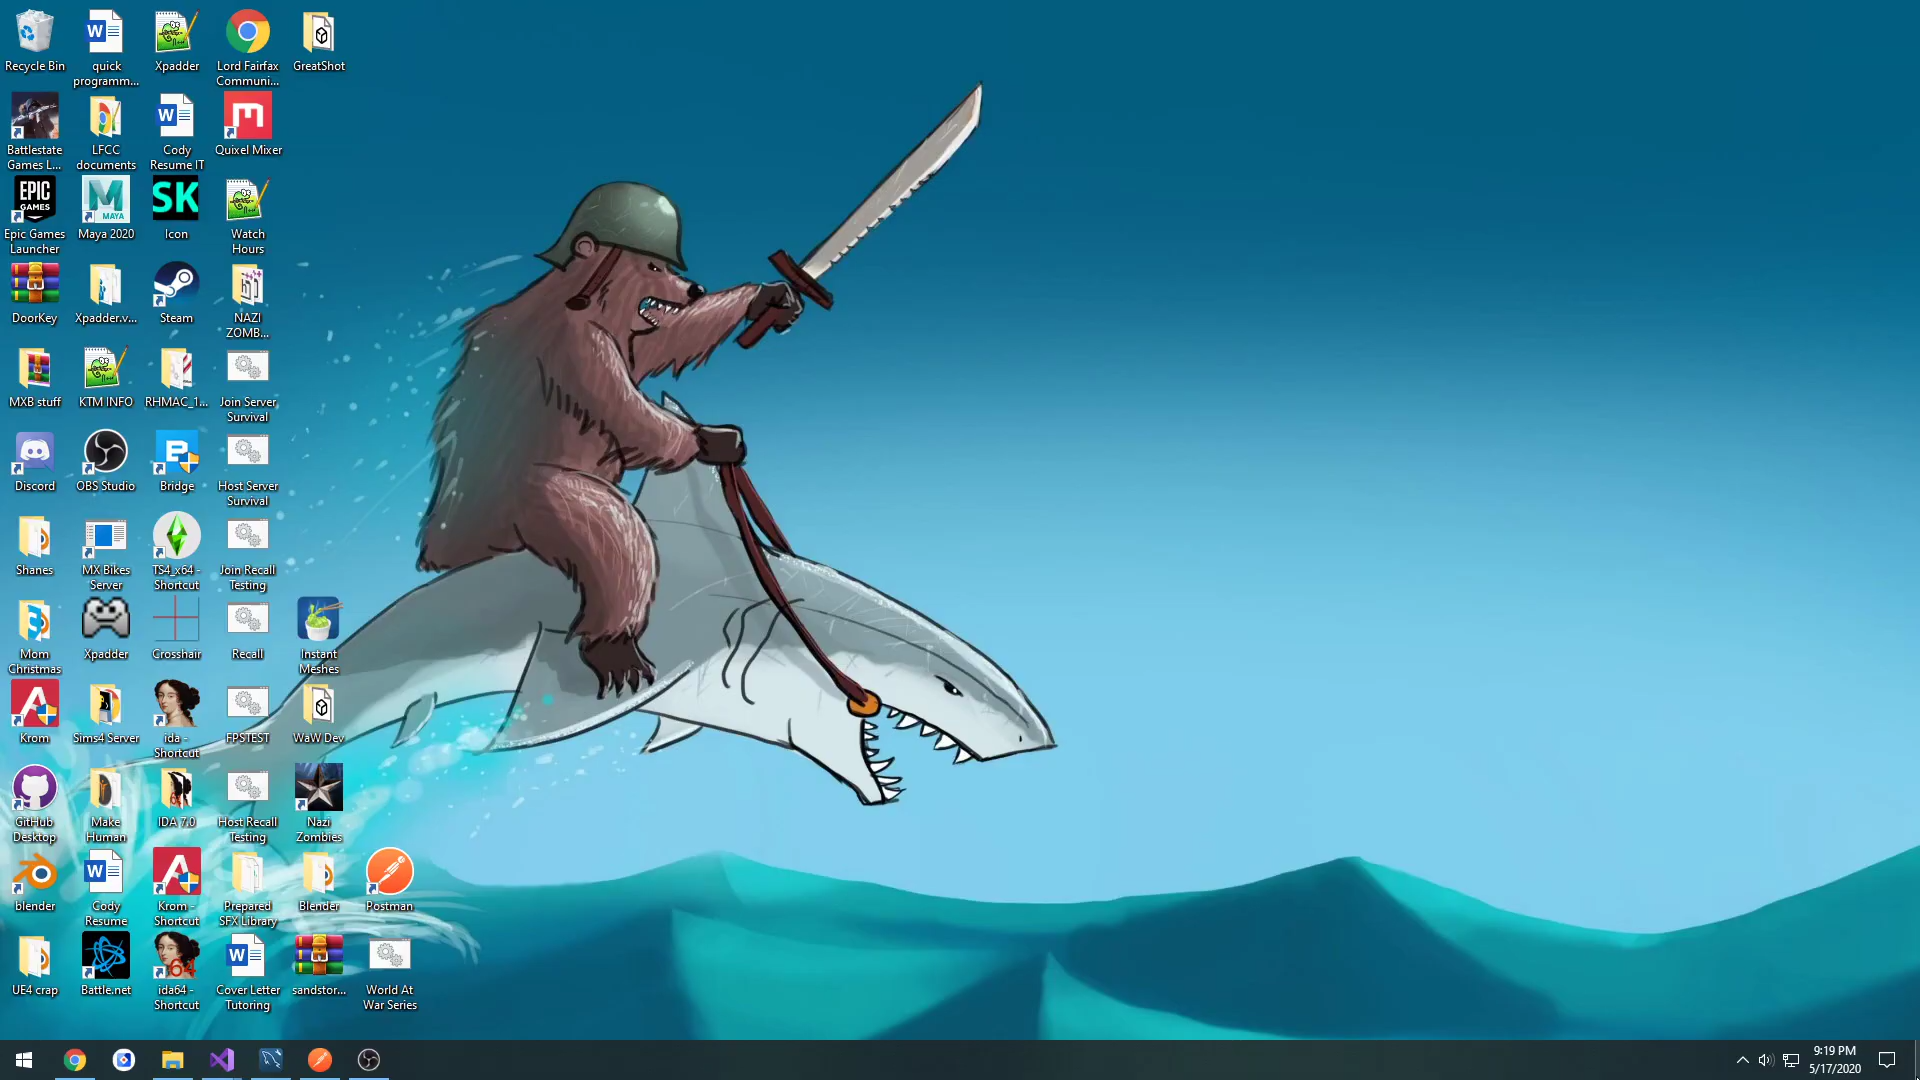 Recycle Bin
quick
programm...
Xpadder
Lord Fairfax
Communi...
GreatShot
Battlestate
Games L...
LFCC
documents
Cody
Resume IT
Quixel Mixer
EPIC
GAMES
Epic Games
Launcher
MAYA
Maya 2020
SK
Icon
Watch
Hours
DoorKey
Xpadder.v...
Steam
NAZI
ZOMB...
MXB stuff
KTM INFO
RHMAC_1...
Join Server
Survival
Discord
OBS Studio
Bridge
Host Server
Survival
Shanes
MX Bikes
Server
TS4_x64 -
Shortcut
Join Recall
Testing
Mom
Christmas
Xpadder
Crosshair
Recall
Instant
Meshes
Krom
Sims4 Server
ida -
Shortcut
FPSTEST
WaW Dev
GitHub
Desktop
Make
Human
IDA 7.0
Host Recall
Testing
Nazi
Zombies
blender
Cody
Resume
Krom -
Shortcut
Prepared
SFX Library
Blender
Postman
UE4 crap
Battle.net
64
ida64 -
Shortcut
Cover Letter
Tutoring
sandstor...
World At
War Series
9:19 PM
5/17/2020